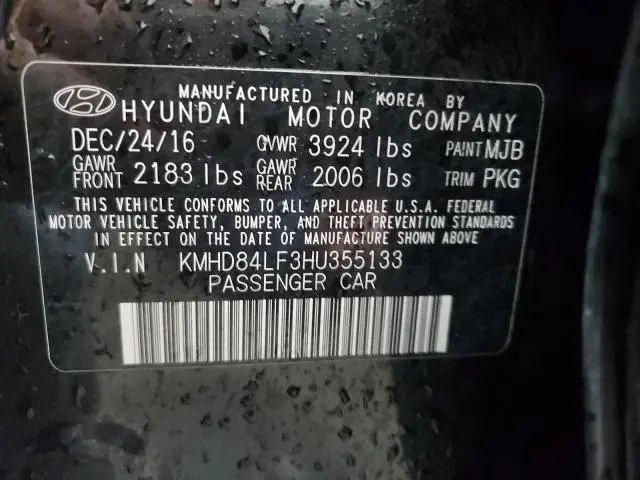 MANUFACTURED IN KOREA BY
HYUNDAI MOTOR COMPANY
DEC/24/16 GVWR 3924 lbs PAINT MJB
GAWR FRONT 2183 lbs GAWR REAR 2006 lbs TRIM PKG
THIS VEHICLE CONFORMS TO ALL APPLICABLE U.S.A. FEDERAL
MOTOR VEHICLE SAFETY, BUMPER, AND THEFT PREVENTION STANDARDS
IN EFFECT ON THE DATE OF MANUFACTURE SHOWN ABOVE
V.I.N KMHD84LF3HU355133
PASSENGER CAR